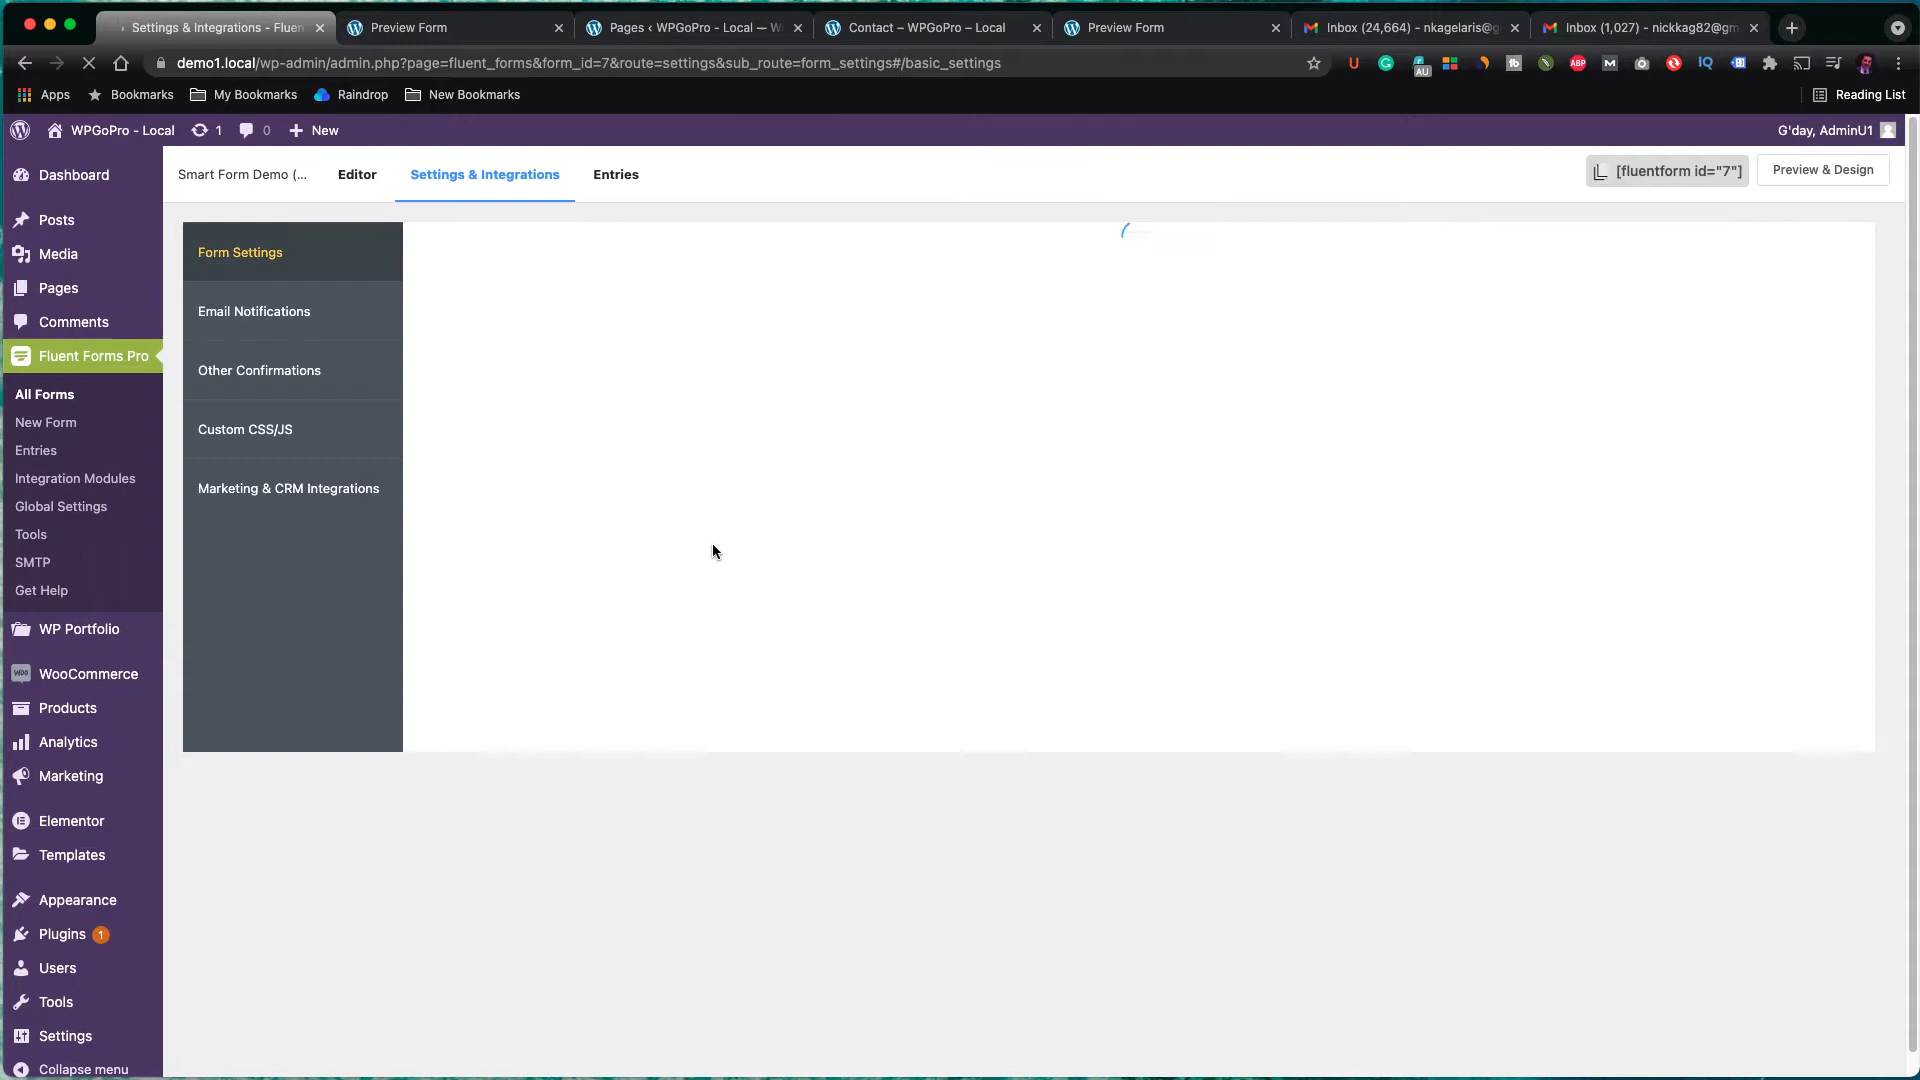 Settings & Integrations - Fluen
Preview Form
Pages ‹ WPGoPro - Local — W
Contact – WPGoPro – Local
Preview Form
Inbox (24,664) - nkagelaris@g
Inbox (1,027) - nickkag82@gm
demo1.local/wp-admin/admin.php?page=fluent_forms&form_id=7&route=settings&sub_route=form_settings#/basic_settings
Apps
Bookmarks
My Bookmarks
Raindrop
New Bookmarks
Reading List
WPGoPro - Local
1
0
New
G'day, AdminU1
Smart Form Demo (...
Editor
Settings & Integrations
Entries
[fluentform id="7"]
Preview & Design
Dashboard
Posts
Media
Pages
Comments
Fluent Forms Pro
All Forms
New Form
Entries
Integration Modules
Global Settings
Tools
SMTP
Get Help
WP Portfolio
WooCommerce
Products
Analytics
Marketing
Elementor
Templates
Appearance
Plugins 1
Users
Tools
Settings
Collapse menu
Form Settings
Email Notifications
Other Confirmations
Custom CSS/JS
Marketing & CRM Integrations